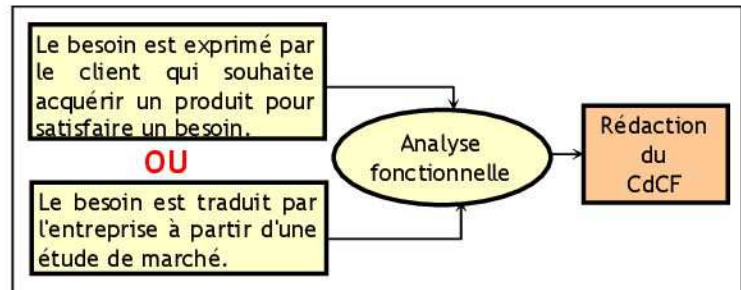 Le besoin est exprimé par
le client qui souhaite
acquérir un produit pour
satisfaire un besoin.
OU
Le besoin est traduit par
l'entreprise à partir d'une
étude de marché.
Analyse
fonctionnelle
Rédaction
du
CdCF